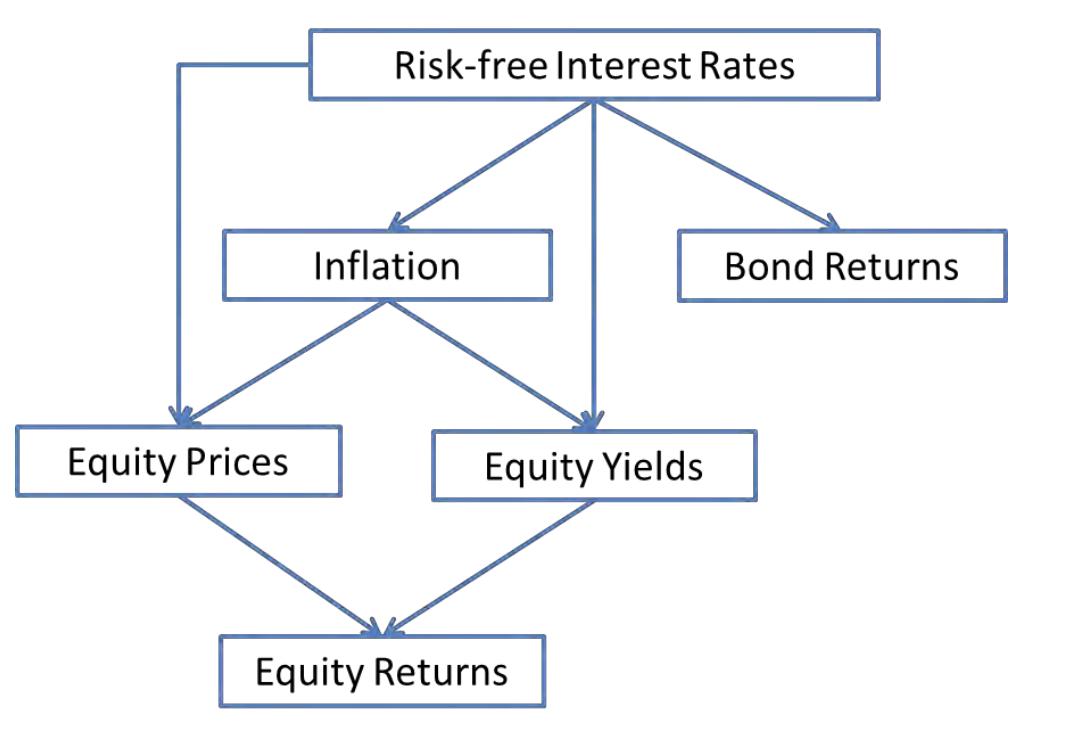 Risk-free Interest Rates
Inflation
Bond Returns
Equity Prices
Equity Yields
Equity Returns